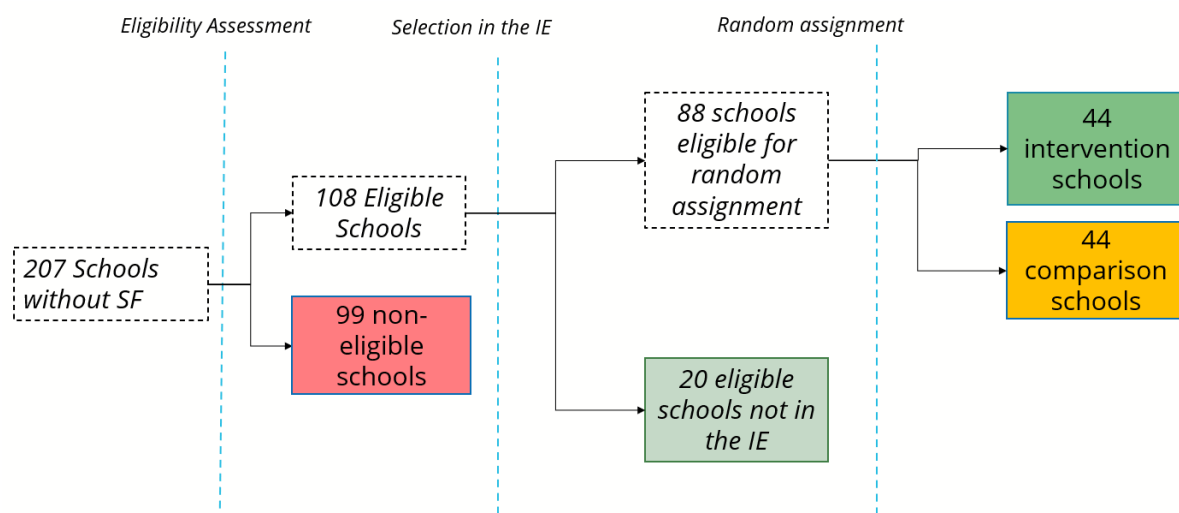 Eligibility Assessment
Selection in the IE
Random assignment
207 Schools
without SF
108 Eligible
Schools
99 non-
eligible
schools
88 schools
eligible for
random
assignment
20 eligible
schools not in
the IE
44
intervention
schools
44
comparison
schools